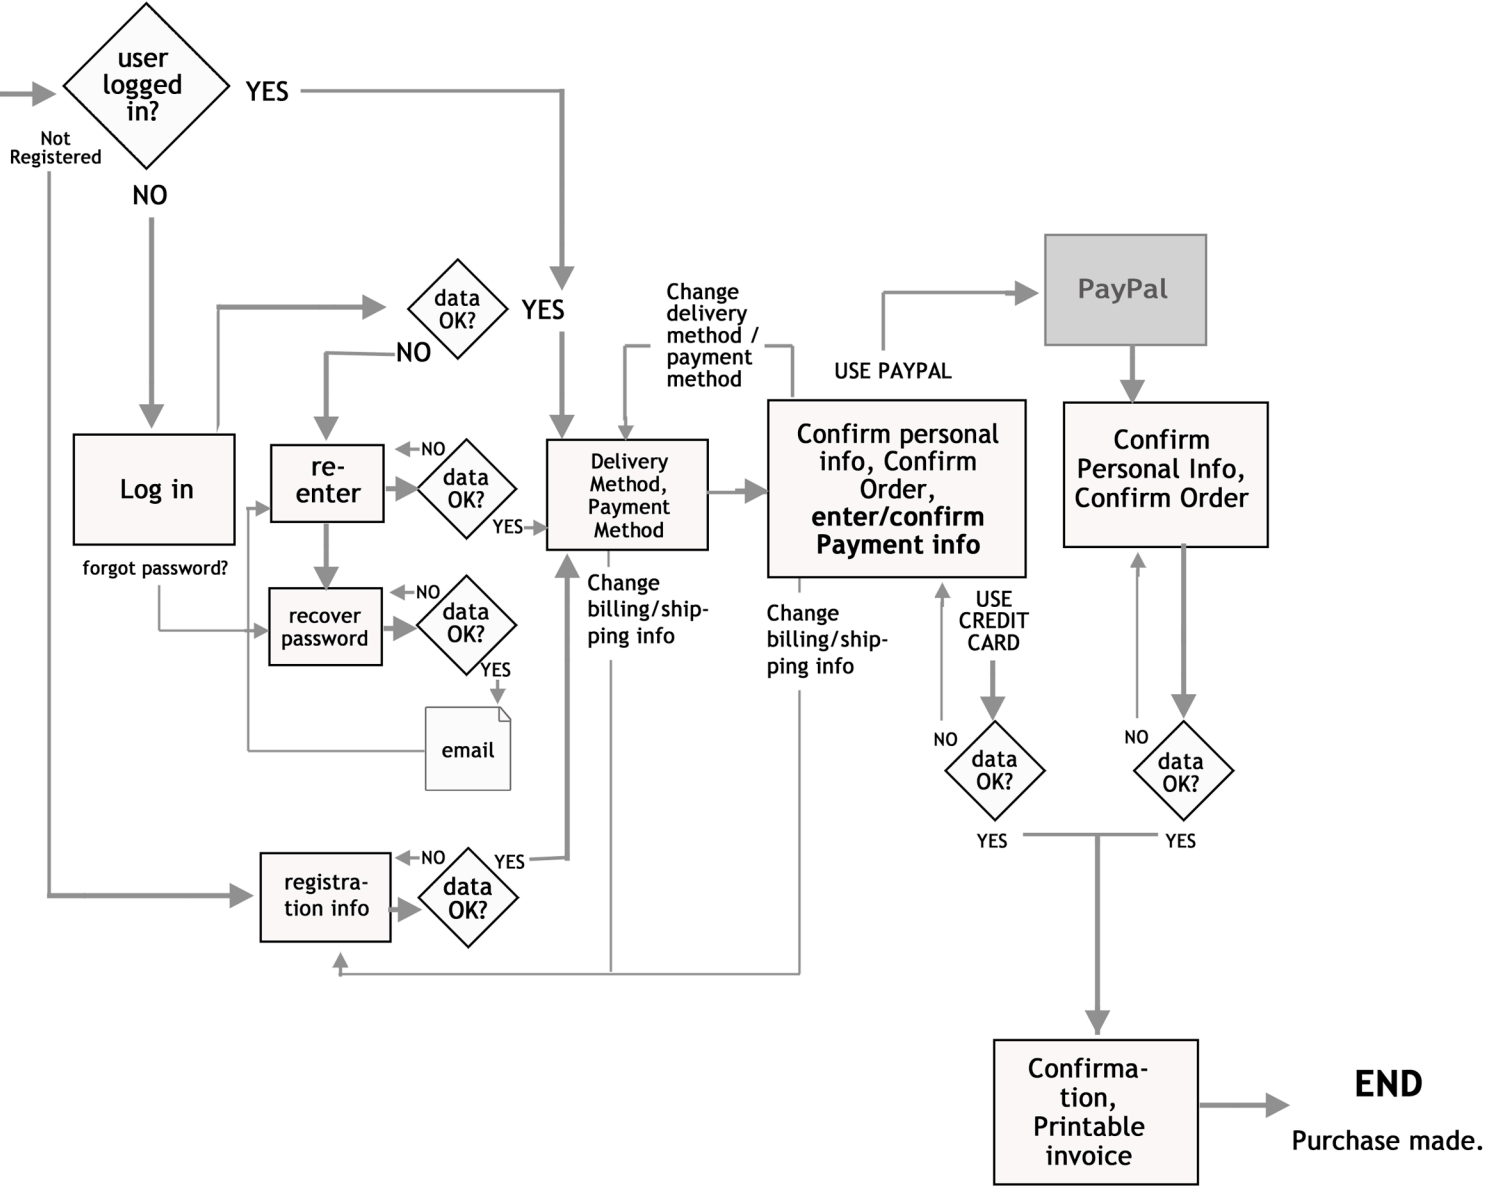 user
logged
in?
YES
Not
Registered
NO
data
OK?
YES
NO
Log in
forgot password?
re-
enter
NO
data
OK?
YES
recover
password
NO
data
OK?
YES
email
registra-
tion info
NO
data
OK?
YES
Delivery
Method,
Payment
Method
Change
billing/ship-
ping info
Change
delivery
method /
payment
method
Confirm personal
info, Confirm
Order,
enter/confirm
Payment info
Change
billing/ship-
ping info
USE PAYPAL
PayPal
Confirm
Personal Info,
Confirm Order
USE
CREDIT
CARD
NO
data
OK?
YES
NO
data
OK?
YES
Confirma-
tion,
Printable
invoice
END
Purchase made.